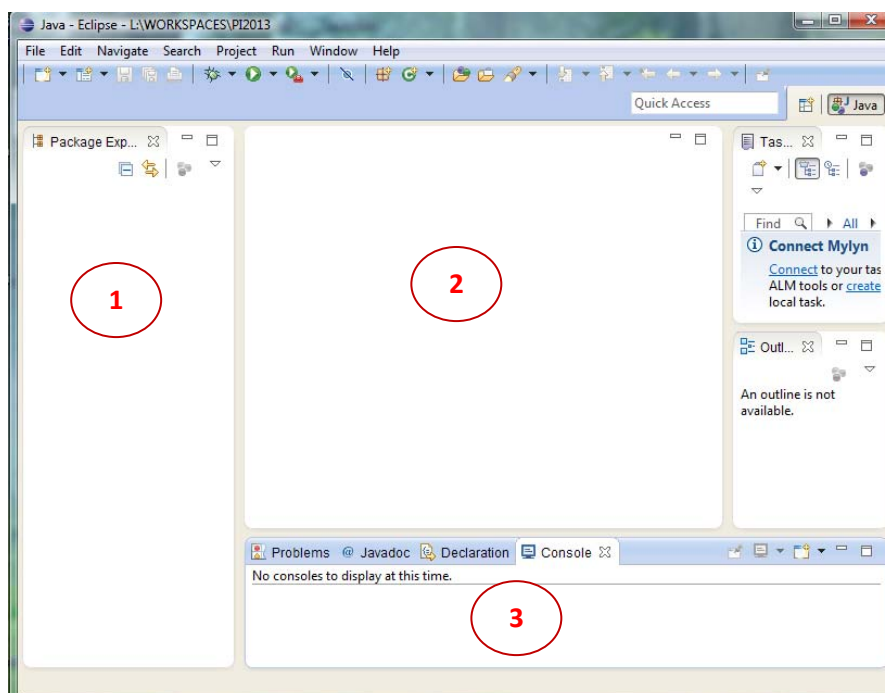 Java - Eclipse - L:\WORKSPACES\PI2013
File Edit Navigate Search Project Run Window Help
Quick Access
Java
Package Exp...
Tas...
Find
All
Connect Mylyn
Connect to your tas
ALM tools or create
local task.
1
2
Outl...
An outline is not
available.
Problems @ Javadoc Declaration Console
No consoles to display at this time.
3